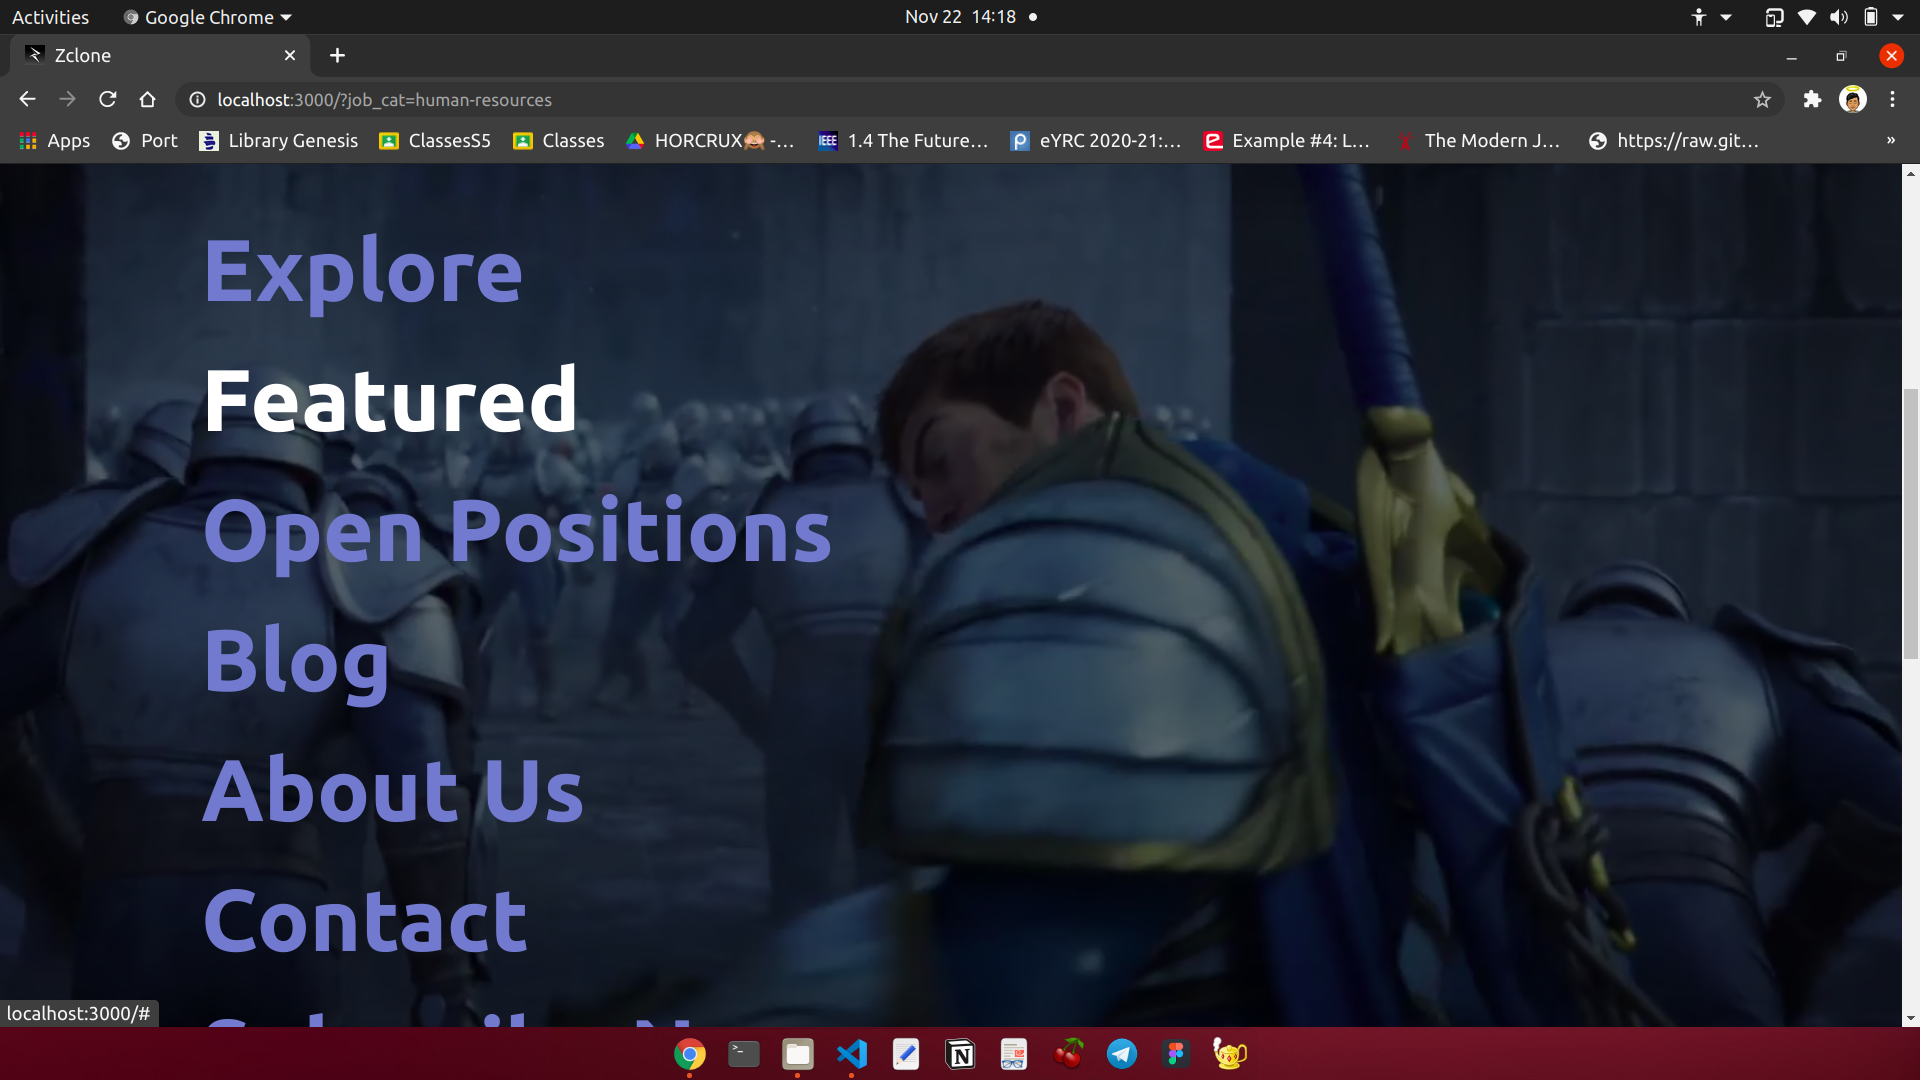 Activities Google Chrome Nov 22 14:18
Zclone
localhost:3000/?job_cat=human-resources
Apps Port Library Genesis ClassesS5 Classes HORCRUX🙈 -... IEEE 1.4 The Future... eYRC 2020-21:... Example #4: L... The Modern J... https://raw.git... »
Explore
Featured
Open Positions
Blog
About Us
Contact
localhost:3000/#